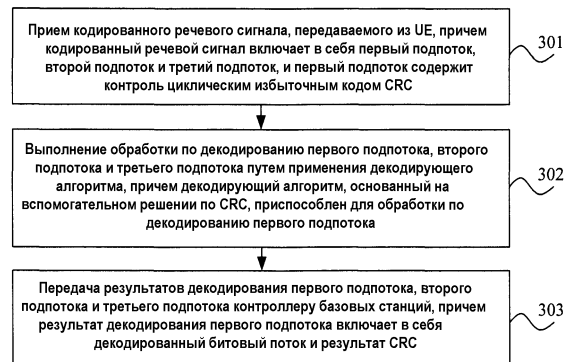 Прием кодированного речевого сигнала, передаваемого из UE, причем
кодированный речевой сигнал включает в себя первый подпоток,
второй подпоток и третий подпоток, и первый подпоток содержит
контроль циклическим избыточным кодом CRC
301
Выполнение обработки по декодированию первого подпотока, второго
подпотока и третьего подпотока путем применения декодирующего
алгоритма, причем декодирующий алгоритм, основанный на
вспомогательном решении по CRC, приспособлен для обработки по
декодированию первого подпотока
302
Передача результатов декодирования первого подпотока, второго
подпотока и третьего подпотока контроллеру базовых станций, причем
результат декодирования первого подпотока включает в себя
декодированный битовый поток и результат CRC
303